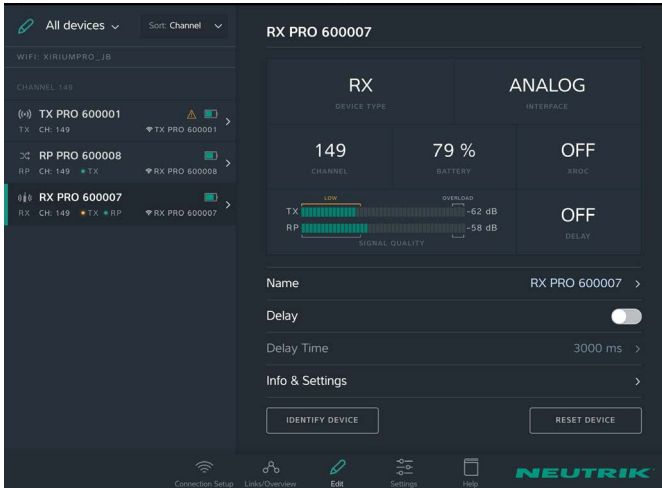 All devices
Sort: Channel
WIFI: XIRIUMPRO_JB
CHANNEL 149
TX PRO 600001
TX CH: 149 TX PRO 600001
RP PRO 600008
RP CH: 149 TX RX PRO 600008
RX PRO 600007
RX CH: 149 TX RP RX PRO 600007
RX PRO 600007
RX
DEVICE TYPE
ANALOG
INTERFACE
149
CHANNEL
79 %
BATTERY
OFF
XROC
LOW OVERLOAD
TX -62 dB
RP -58 dB
SIGNAL QUALITY
OFF
DELAY
Name RX PRO 600007
Delay
Delay Time 3000 ms
Info & Settings
IDENTIFY DEVICE
RESET DEVICE
Connection Setup
Links/Overview
Edit
Settings
Help
NEUTRIK